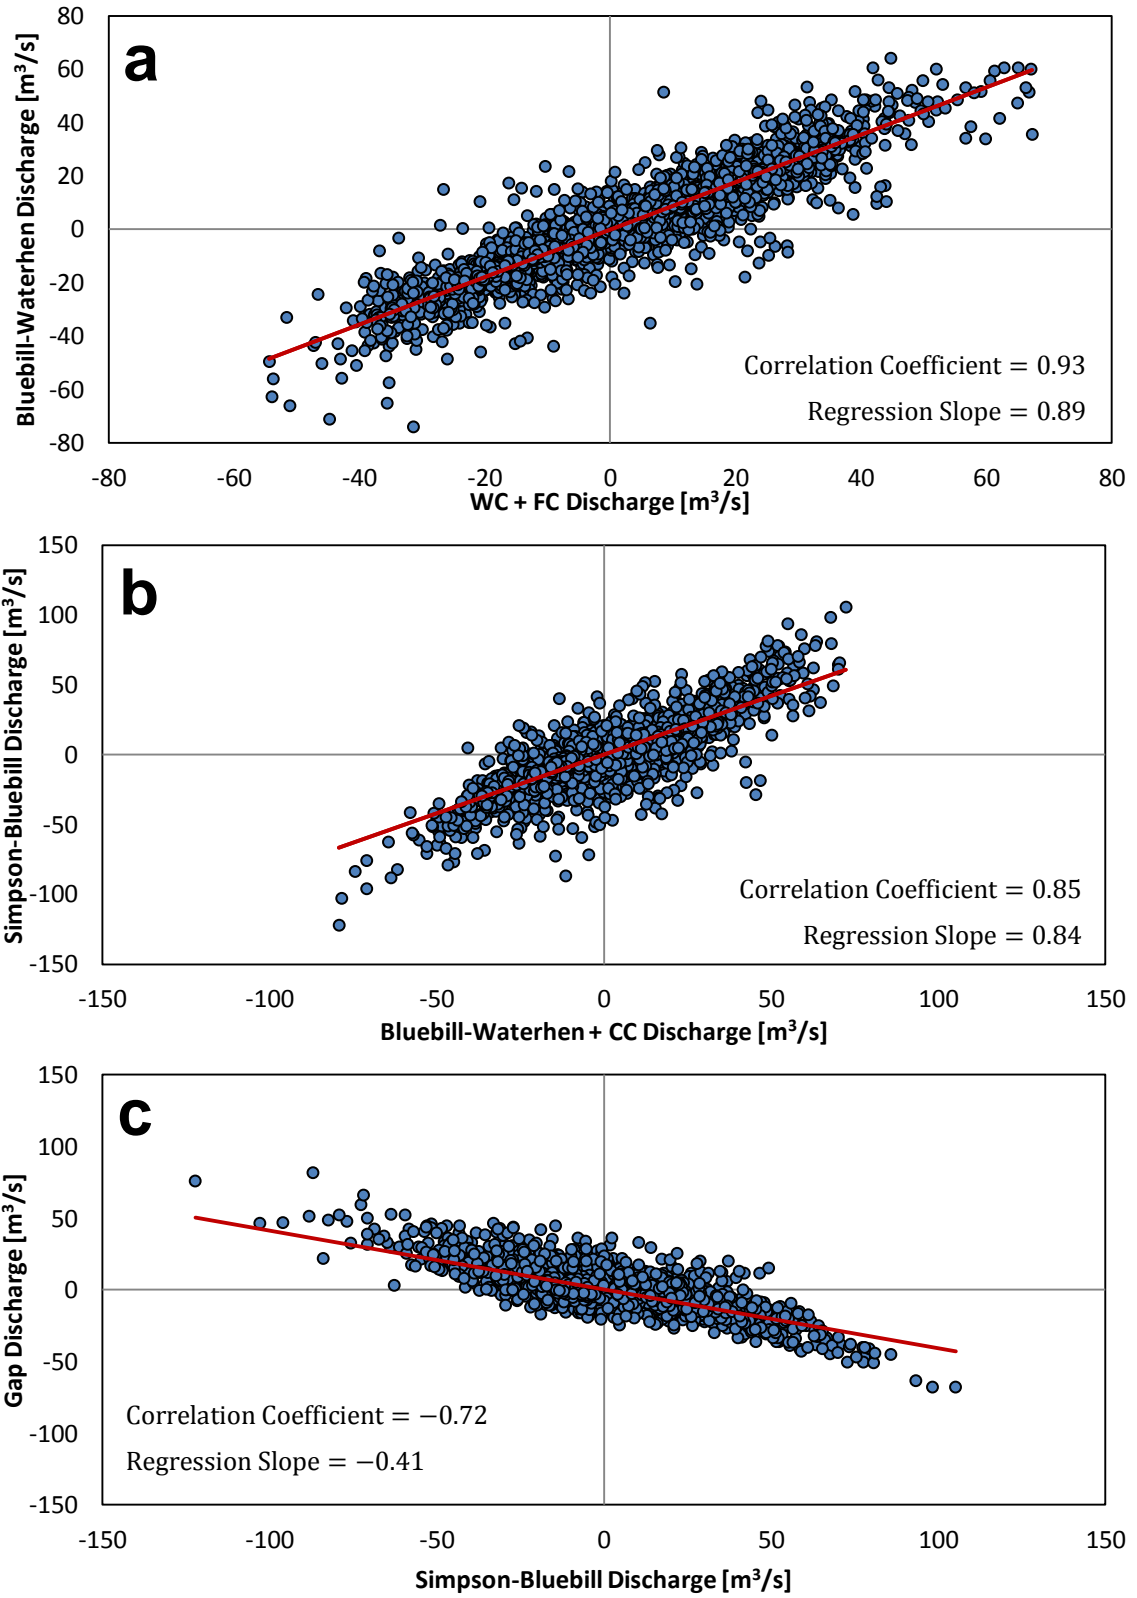 a
Bluebill-Waterhen Discharge [m³/s]
80
60
40
20
0
-20
-40
-60
-80
Correlation Coefficient = 0.93
Regression Slope = 0.89
-80 -60 -40 -20 0 20 40 60 80
WC + FC Discharge [m³/s]
b
Simpson-Bluebill Discharge [m³/s]
150
100
50
0
-50
-100
-150
Correlation Coefficient = 0.85
Regression Slope = 0.84
-150 -100 -50 0 50 100 150
Bluebill-Waterhen + CC Discharge [m³/s]
c
Gap Discharge [m³/s]
150
100
50
0
-50
-100
-150
Correlation Coefficient = −0.72
Regression Slope = −0.41
-150 -100 -50 0 50 100 150
Simpson-Bluebill Discharge [m³/s]